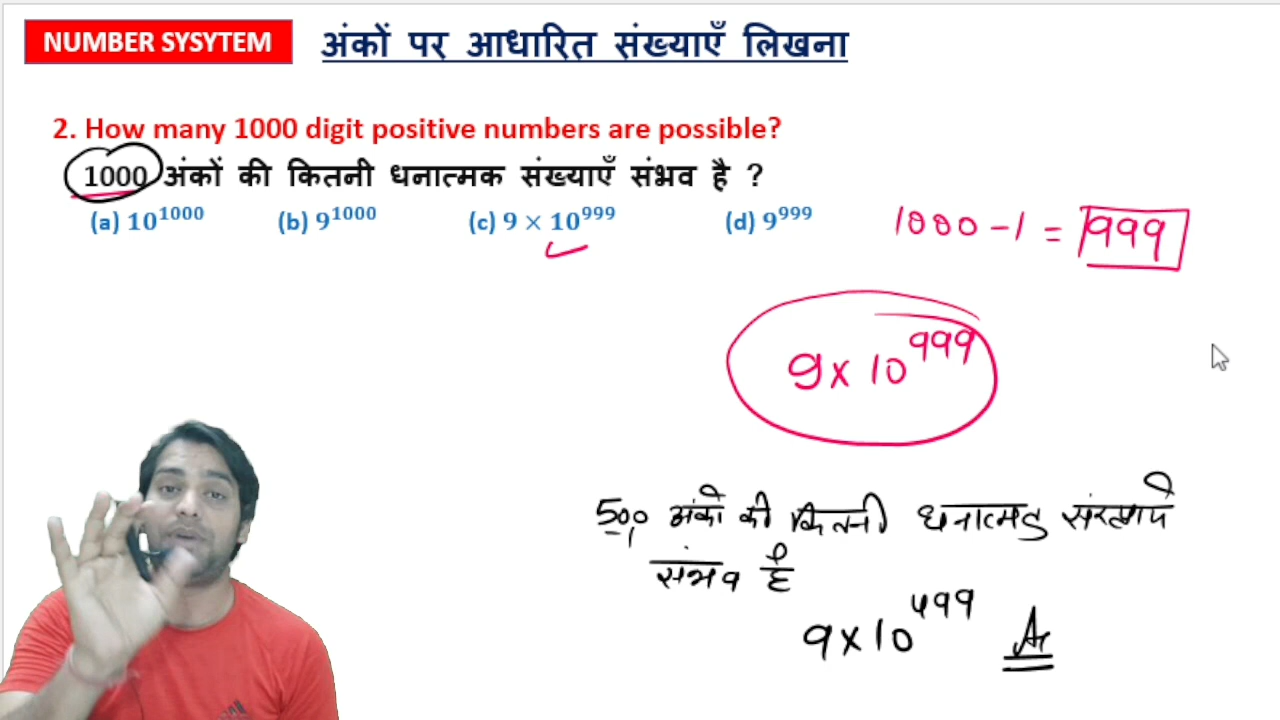 NUMBER SYSYTEM अंकों पर आधारित संख्याएँ लिखना
2. How many 1000 digit positive numbers are possible?
1000 अंकों की कितनी धनात्मक संख्याएँ संभव है ?
(a) 10^1000 (b) 9^1000 (c) 9 × 10^999 (d) 9^999
1000 - 1 = 999
9 x 10^999
500 अंको की कितनी धनात्मक संख्याये
संभव है
9 x 10^499 A